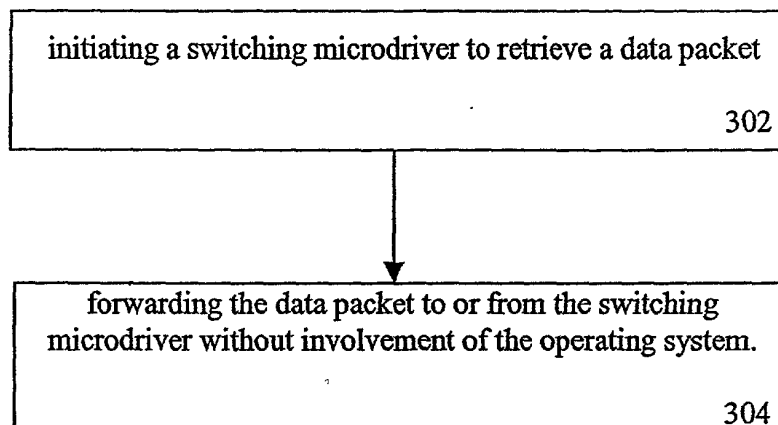 initiating a switching microdriver to retrieve a data packet
302
forwarding the data packet to or from the switching
microdriver without involvement of the operating system.
304